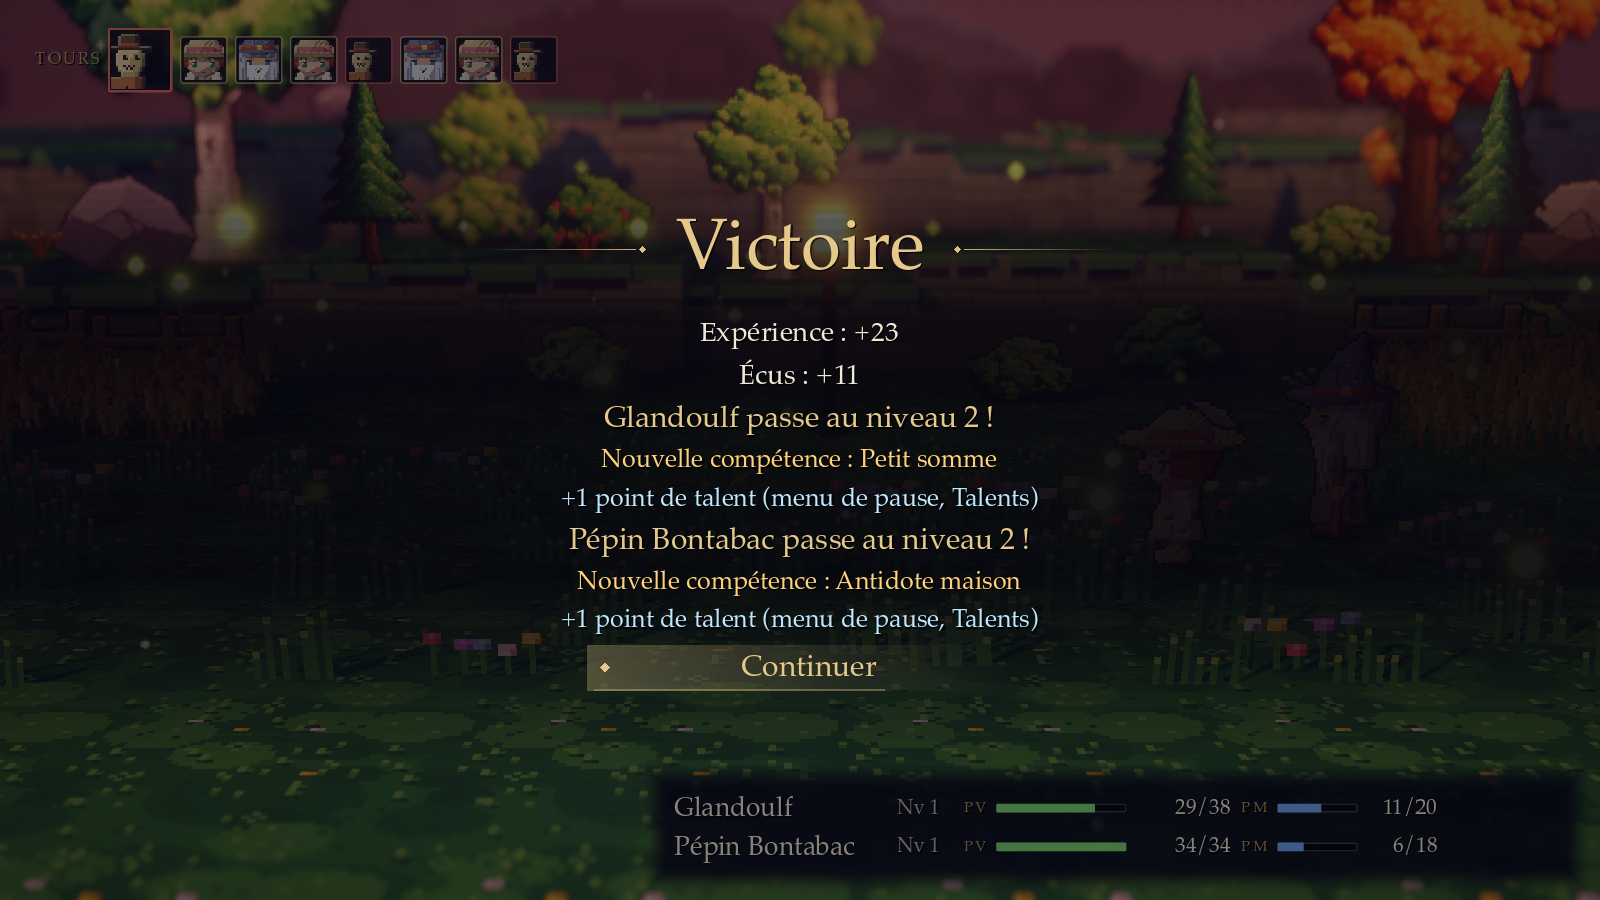 TOURS
Victoire
Expérience : +23
Écus : +11
Glandoulf passe au niveau 2 !
Nouvelle compétence : Petit somme
+1 point de talent (menu de pause, Talents)
Pépin Bontabac passe au niveau 2 !
Nouvelle compétence : Antidote maison
+1 point de talent (menu de pause, Talents)
Continuer
Glandoulf Nv 1 PV 29/38 PM 11/20
Pépin Bontabac Nv 1 PV 34/34 PM 6/18